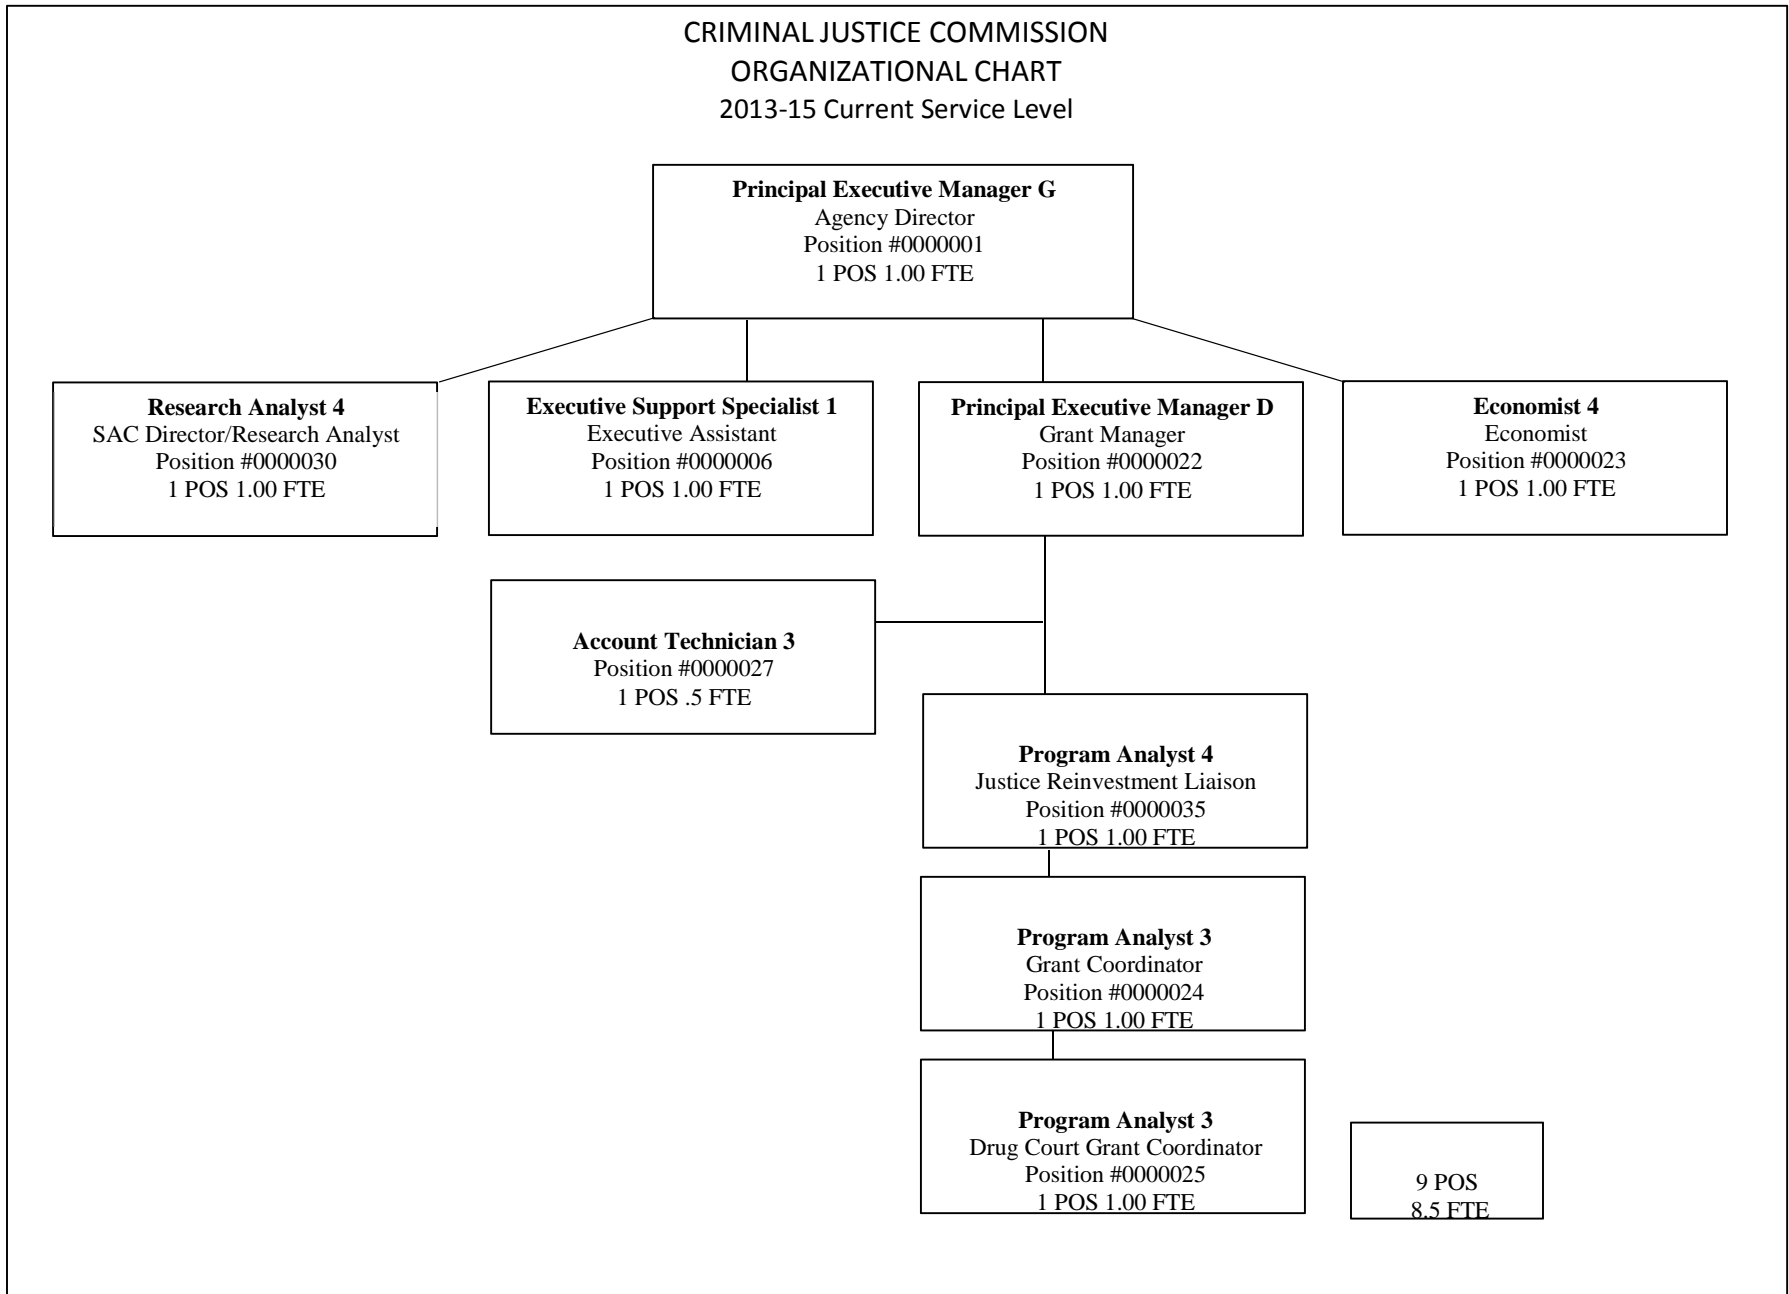 CRIMINAL JUSTICE COMMISSION
ORGANIZATIONAL CHART
2013-15 Current Service Level
Principal Executive Manager G
Agency Director
Position #0000001
1 POS 1.00 FTE
Research Analyst 4
SAC Director/Research Analyst
Position #0000030
1 POS 1.00 FTE
Executive Support Specialist 1
Executive Assistant
Position #0000006
1 POS 1.00 FTE
Principal Executive Manager D
Grant Manager
Position #0000022
1 POS 1.00 FTE
Economist 4
Economist
Position #0000023
1 POS 1.00 FTE
Account Technician 3
Position #0000027
1 POS .5 FTE
Program Analyst 4
Justice Reinvestment Liaison
Position #0000035
1 POS 1.00 FTE
Program Analyst 3
Grant Coordinator
Position #0000024
1 POS 1.00 FTE
Program Analyst 3
Drug Court Grant Coordinator
Position #0000025
1 POS 1.00 FTE
9 POS
8.5 FTE